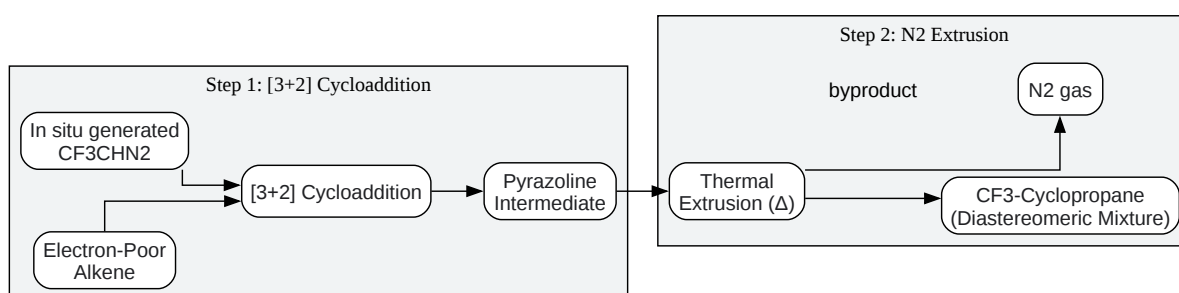 Step 1: [3+2] Cycloaddition
In situ generated
CF3CHN2
Electron-Poor
Alkene
[3+2] Cycloaddition
Pyrazoline
Intermediate
Step 2: N2 Extrusion
byproduct
N2 gas
Thermal
Extrusion (Δ)
CF3-Cyclopropane
(Diastereomeric Mixture)